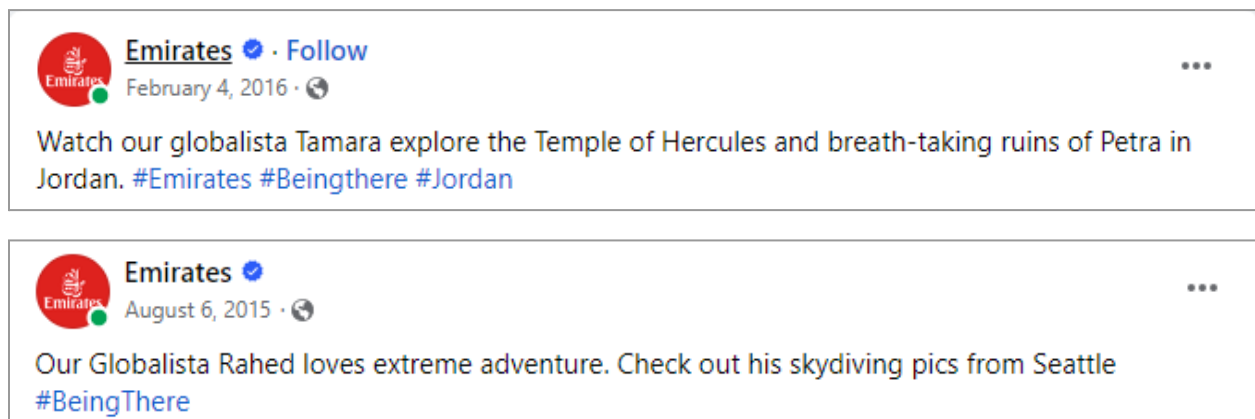 Emirates · Follow
Emirates
February 4, 2016 ·
Watch our globalista Tamara explore the Temple of Hercules and breath-taking ruins of Petra in
Jordan. #Emirates #Beingthere #Jordan
Emirates
Emirates
August 6, 2015 ·
Our Globalista Rahed loves extreme adventure. Check out his skydiving pics from Seattle
#BeingThere